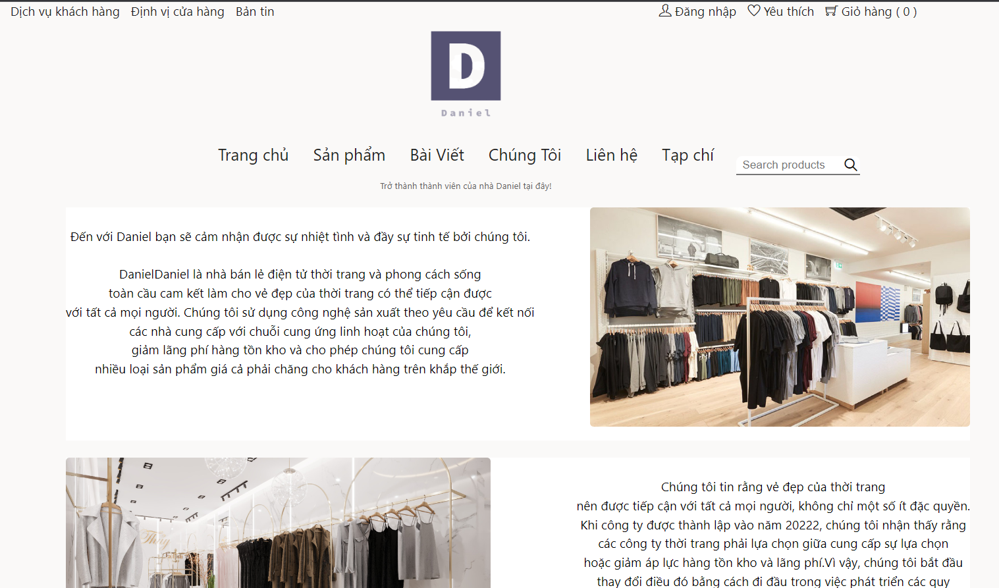 Dịch vụ khách hàng Định vị cửa hàng Bản tin
Đăng nhập Yêu thích Giỏ hàng ( 0 )
D
Daniel
Trang chủ Sản phẩm Bài Viết Chúng Tôi Liên hệ Tạp chí
Search products
Trở thành thành viên của nhà Daniel tại đây!
Đến với Daniel bạn sẽ cảm nhận được sự nhiệt tình và đầy sự tinh tế bởi chúng tôi.
DanielDaniel là nhà bán lẻ điện tử thời trang và phong cách sống
toàn cầu cam kết làm cho vẻ đẹp của thời trang có thể tiếp cận được
với tất cả mọi người. Chúng tôi sử dụng công nghệ sản xuất theo yêu cầu để kết nối
các nhà cung cấp với chuỗi cung ứng linh hoạt của chúng tôi,
giảm lãng phí hàng tồn kho và cho phép chúng tôi cung cấp
nhiều loại sản phẩm giá cả phải chăng cho khách hàng trên khắp thế giới.
Chúng tôi tin rằng vẻ đẹp của thời trang
nên được tiếp cận với tất cả mọi người, không chỉ một số ít đặc quyền.
Khi công ty được thành lập vào năm 20222, chúng tôi nhận thấy rằng
các công ty thời trang phải lựa chọn giữa cung cấp sự lựa chọn
hoặc giảm áp lực hàng tồn kho và lãng phí.Vì vậy, chúng tôi bắt đầu
thay đổi điều đó bằng cách đi đầu trong việc phát triển các quy